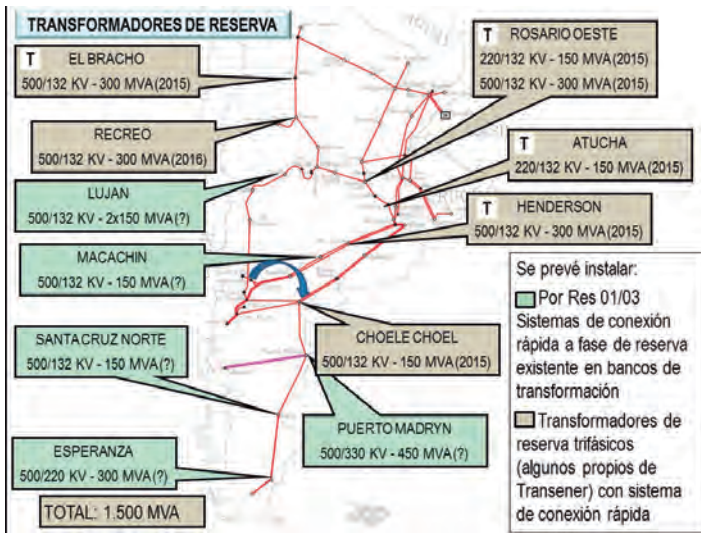 TRANSFORMADORES DE RESERVA
T EL BRACHO
500/132 KV - 300 MVA (2015)
RECREO
500/132 KV - 300 MVA (2016)
LUJAN
500/132 KV - 2x150 MVA (?)
MACACHIN
500/132 KV - 150 MVA (?)
SANTA CRUZ NORTE
500/132 KV - 150 MVA (?)
ESPERANZA
500/220 KV - 300 MVA (?)
TOTAL: 1.500 MVA
T ROSARIO OESTE
220/132 KV - 150 MVA (2015)
500/132 KV - 300 MVA (2015)
T ATUCHA
220/132 KV - 150 MVA (2015)
T HENDERSON
500/132 KV - 300 MVA (2015)
CHOELE CHOEL
500/132 KV - 150 MVA (2015)
PUERTO MADRYN
500/330 KV - 450 MVA (?)
Se prevé instalar:
Por Res 01/03
Sistemas de conexión
rápida a fase de reserva
existente en bancos de
transformación
Transformadores de
reserva trifásicos
(algunos propios de
Transener) con sistema
de conexión rápida